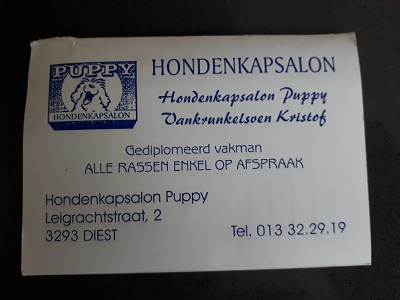 PUPPY
HONDENKAPSALON
HONDENKAPSALON
Hondenkapsalon Puppy
Vankrunkelsven Kristof
Gediplomeerd vakman
ALLE RASSEN ENKEL OP AFSPRAAK
Hondenkapsalon Puppy
Leigrachtstraat, 2
3293 DIEST
Tel. 013 32.29.19